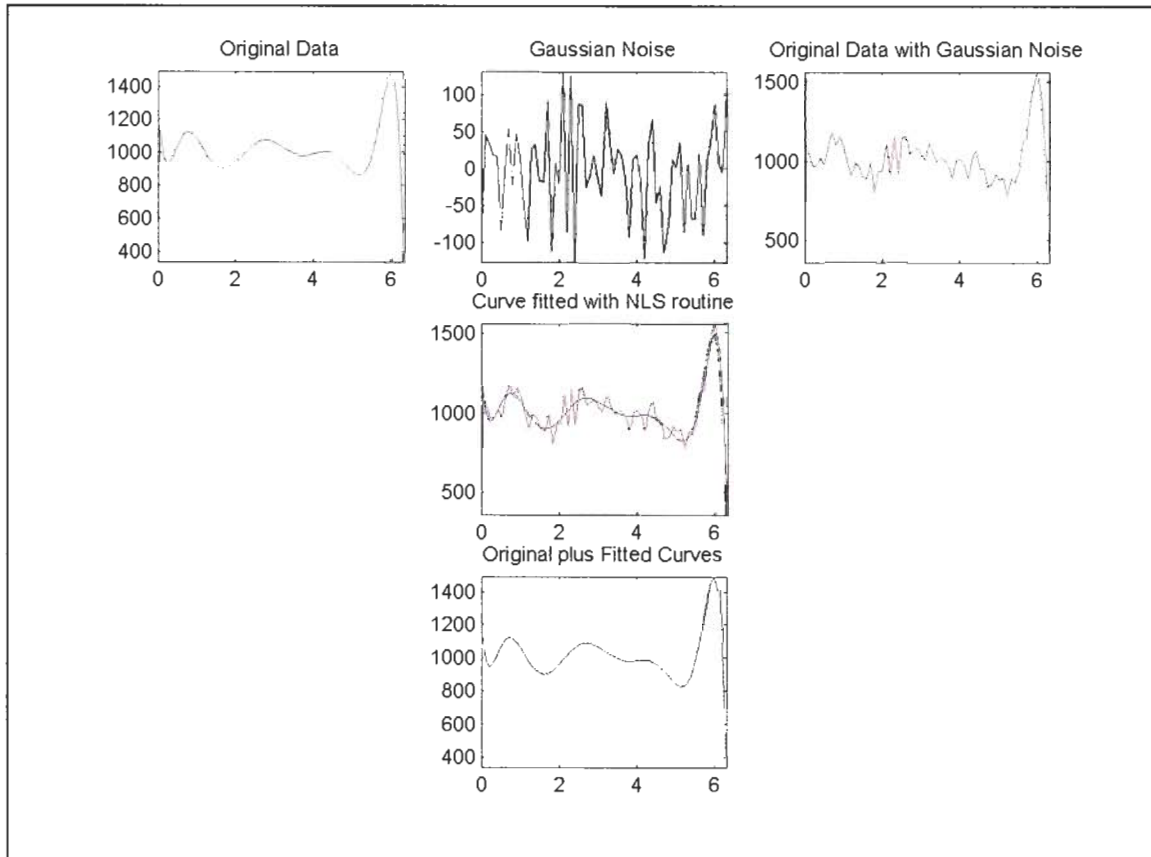 Original Data
Gaussian Noise
Original Data with Gaussian Noise
1400
1200
1000
800
600
400
0 2 4 6
100
50
0
-50
-100
0 2 4 6
1500
1000
500
0 2 4 6
Curve fitted with NLS routine
1500
1000
500
0 2 4 6
Original plus Fitted Curves
1400
1200
1000
800
600
400
0 2 4 6